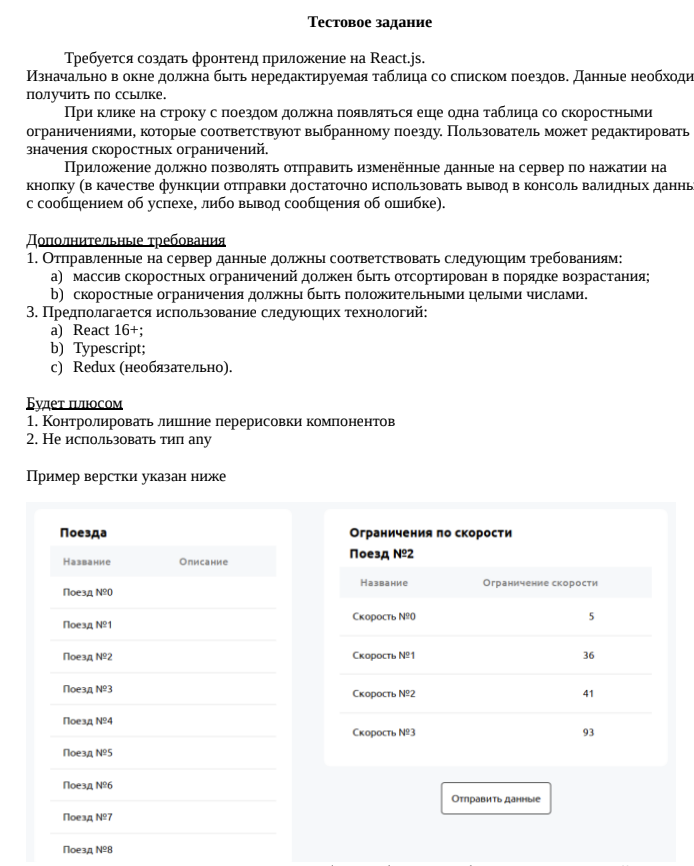 Тестовое задание
Требуется создать фронтенд приложение на React.js.
Изначально в окне должна быть нередактируемая таблица со списком поездов. Данные необходи
получить по ссылке.
При клике на строку с поездом должна появляться еще одна таблица со скоростными
ограничениями, которые соответствуют выбранному поезду. Пользователь может редактировать
значения скоростных ограничений.
Приложение должно позволять отправить изменённые данные на сервер по нажатии на
кнопку (в качестве функции отправки достаточно использовать вывод в консоль валидных данны
с сообщением об успехе, либо вывод сообщения об ошибке).
Дополнительные требования
1. Отправленные на сервер данные должны соответствовать следующим требованиям:
a) массив скоростных ограничений должен быть отсортирован в порядке возрастания;
b) скоростные ограничения должны быть положительными целыми числами.
3. Предполагается использование следующих технологий:
a) React 16+;
b) Typescript;
c) Redux (необязательно).
Будет плюсом
1. Контролировать лишние перерисовки компонентов
2. Не использовать тип any
Пример верстки указан ниже
Поезда
Название Описание
Поезд №0
Поезд №1
Поезд №2
Поезд №3
Поезд №4
Поезд №5
Поезд №6
Поезд №7
Поезд №8
Ограничения по скорости
Поезд №2
Название Ограничение скорости
Скорость №0 5
Скорость №1 36
Скорость №2 41
Скорость №3 93
Отправить данные